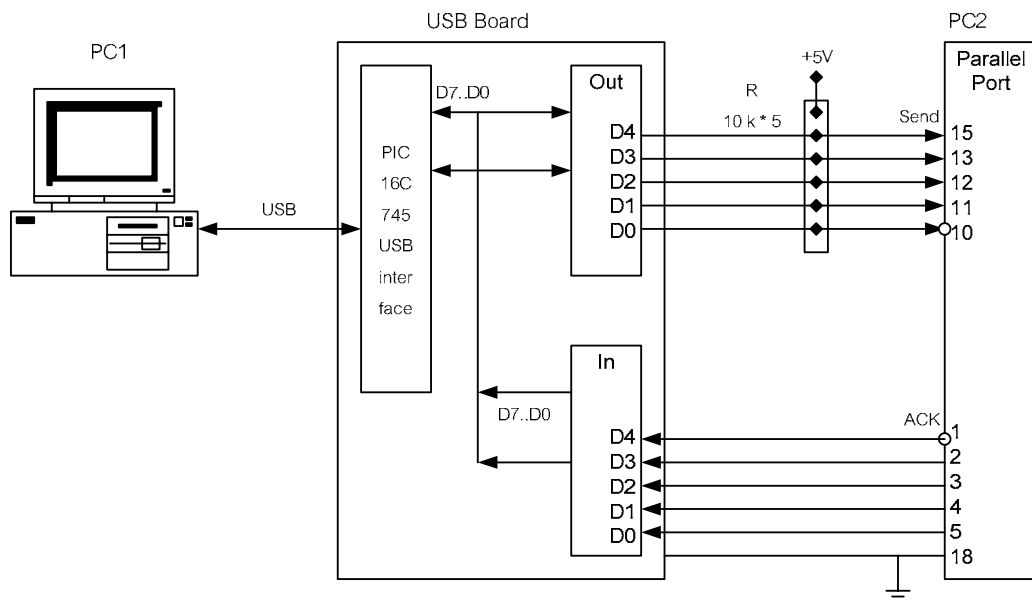 USB Board
PC2
PC1
+5V
Parallel
Port
D7..D0
Out
R
10 k * 5
Send
D4
15
D3
13
PIC
16C
745
USB
inter
face
D2
12
D1
11
D0
10
USB
In
D7..D0
ACK
D4
1
D3
2
D2
3
D1
4
D0
5
18